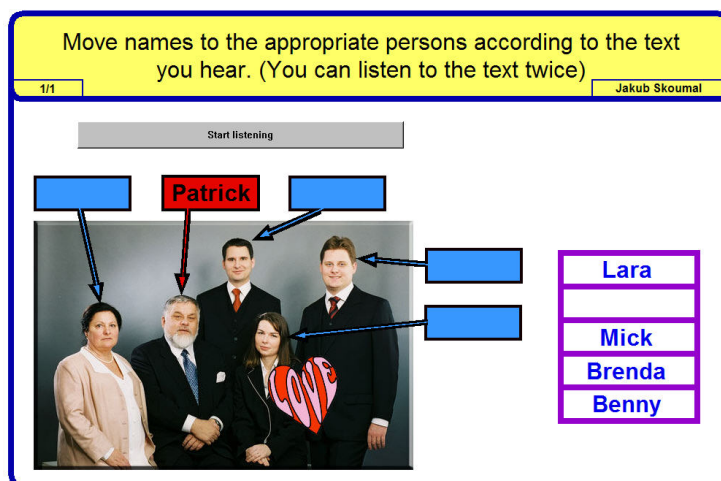 Move names to the appropriate persons according to the text
you hear. (You can listen to the text twice)
1/1
Jakub Skoumal
Start listening
Patrick
LOVE
Lara
Mick
Brenda
Benny